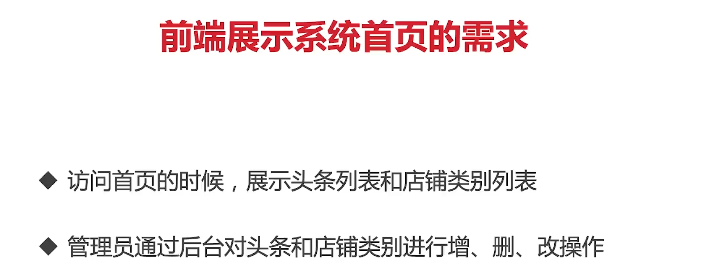 前端展示系统首页的需求
◆ 访问首页的时候，展示头条列表和店铺类别列表
◆ 管理员通过后台对头条和店铺类别进行增、删、改操作